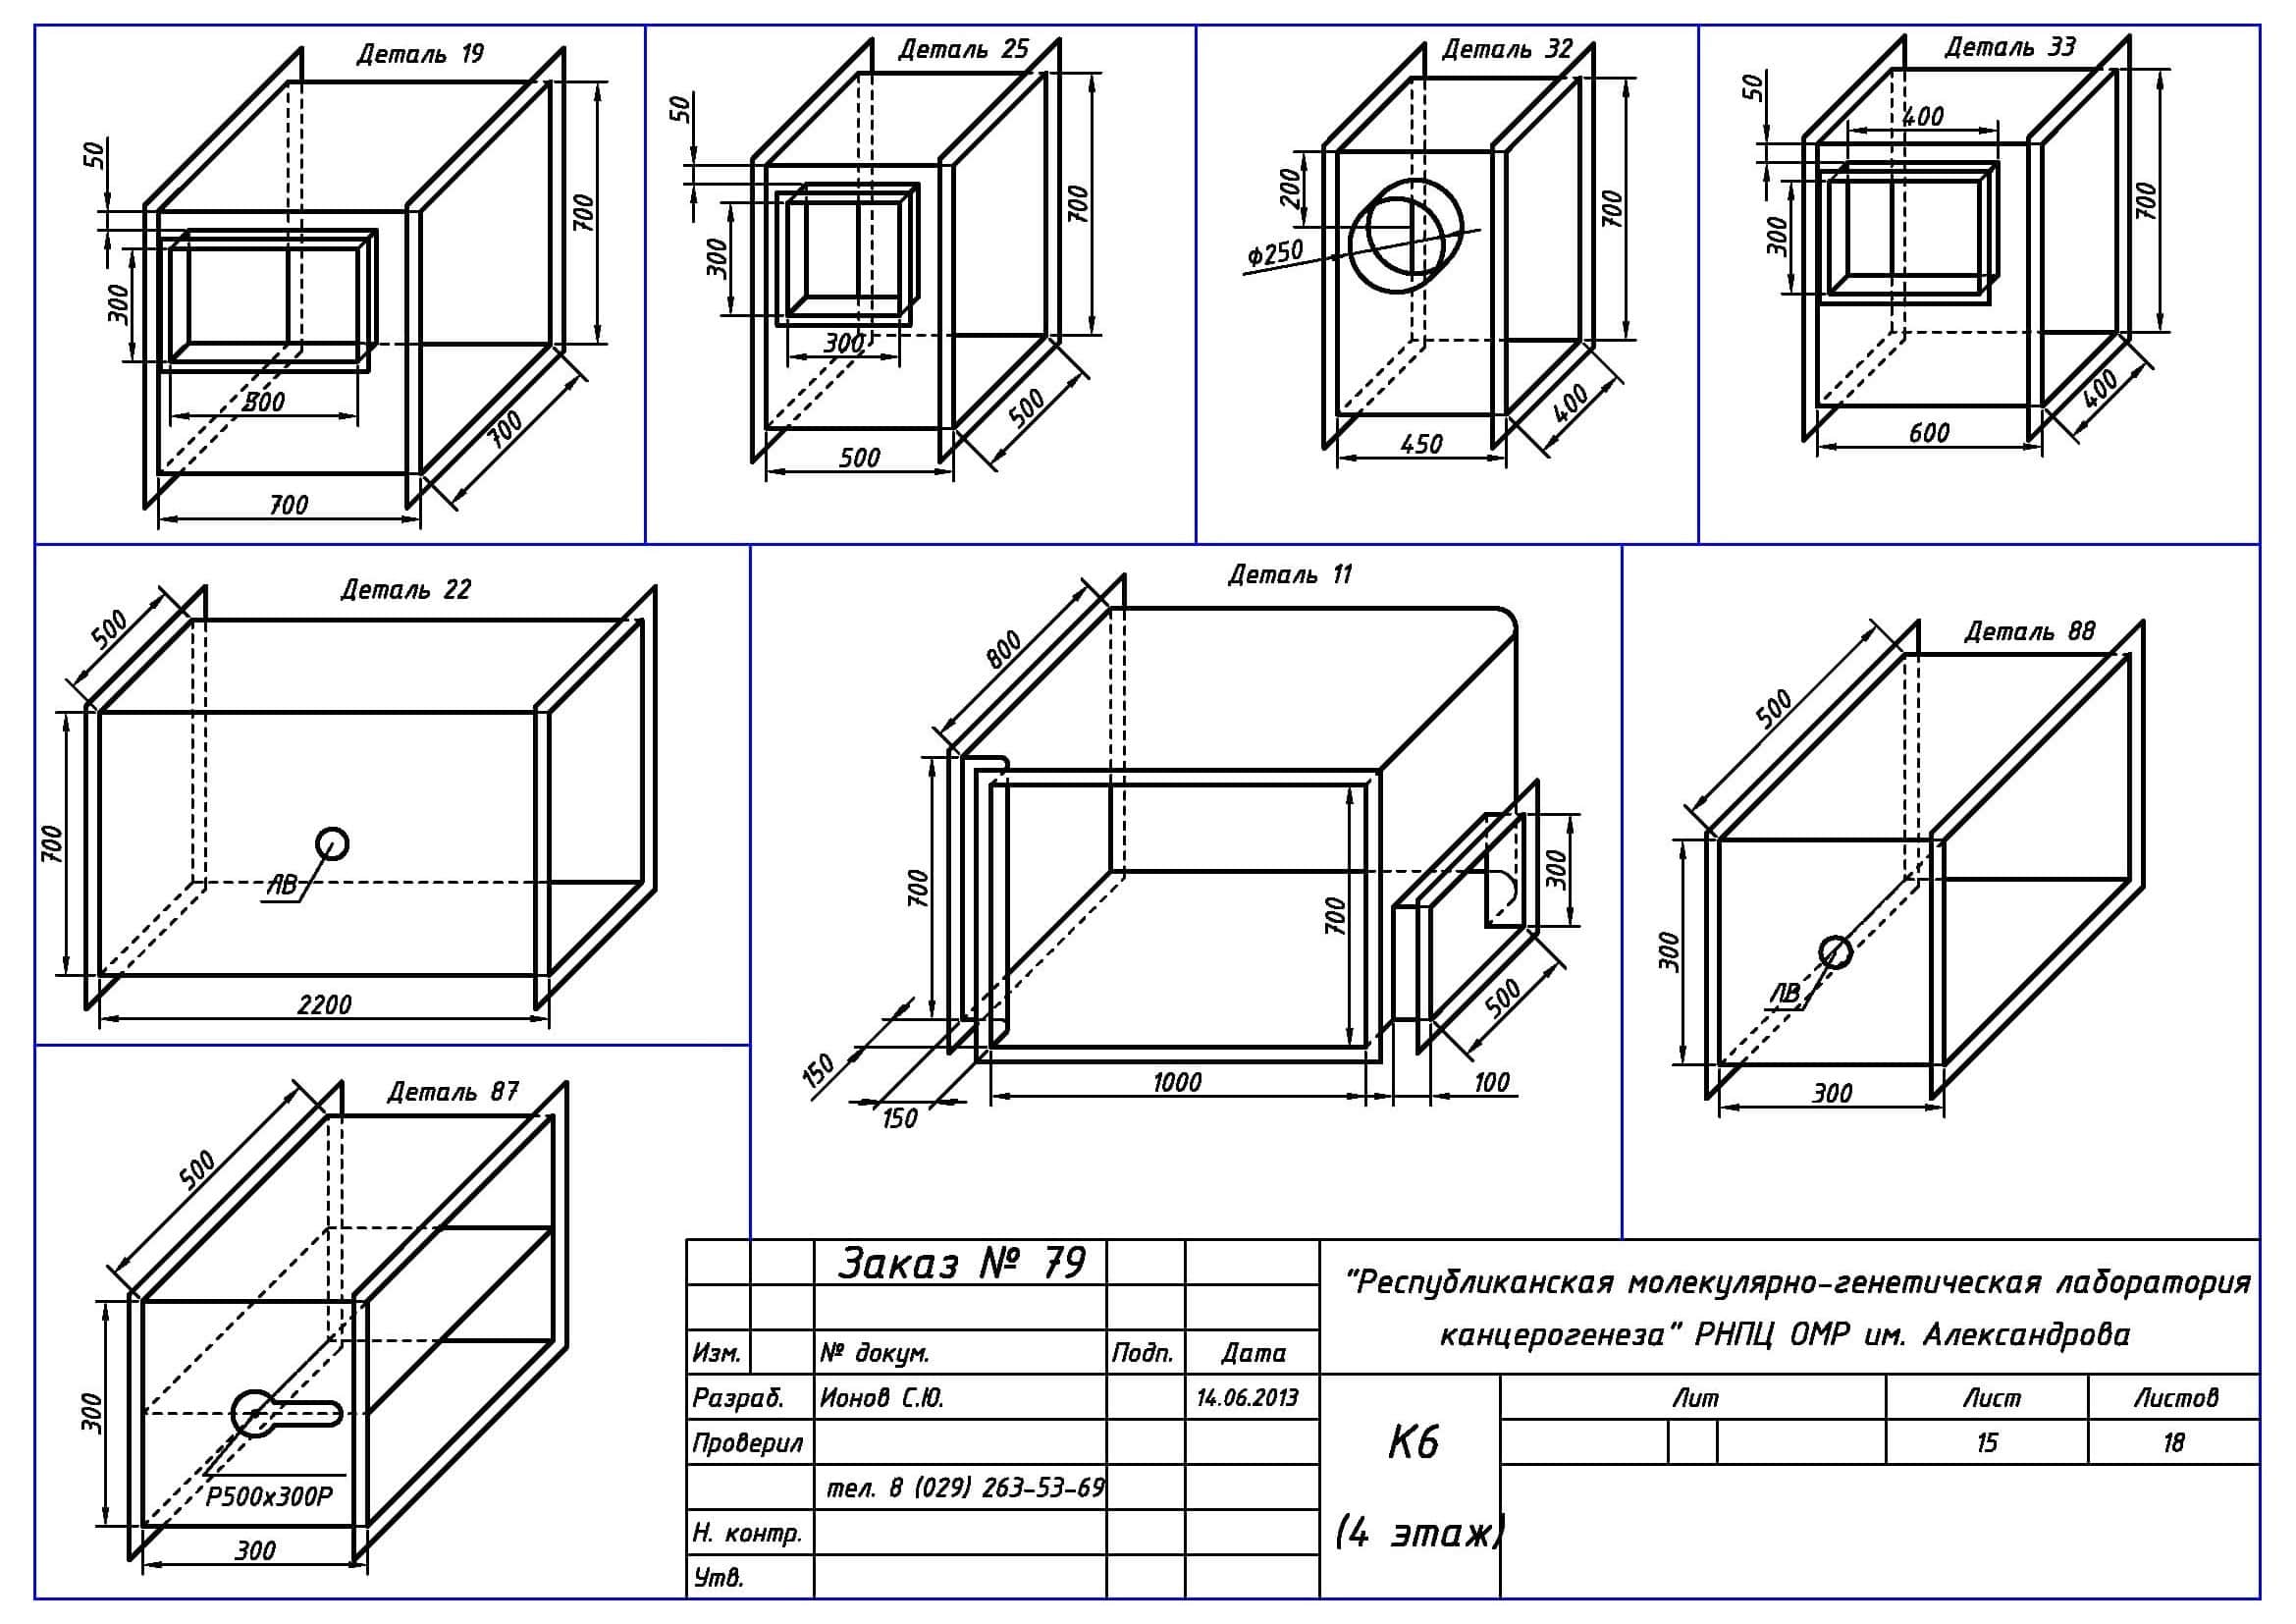 Деталь 19
50
300
700
700
700
Деталь 25
50
300
300
700
500
500
Деталь 32
200
ф250
700
400
450
Деталь 33
50
400
300
700
400
600
Деталь 22
500
700
ЛВ
2200
Деталь 11
800
700
700
300
500
150
150
1000
100
Деталь 88
500
300
ЛВ
300
Деталь 87
500
300
Р500х300Р
300
Заказ № 79
Изм.
№ докум.
Подп.
Дата
Разраб.
Ионов С.Ю.
14.06.2013
Проверил
тел. 8 (029) 263-53-69
Н. контр.
Утв.
"Республиканская молекулярно-генетическая лаборатория
канцерогенеза" РНПЦ ОМР им. Александрова
К6
(4 этаж)
Лит
Лист
Листов
15
18